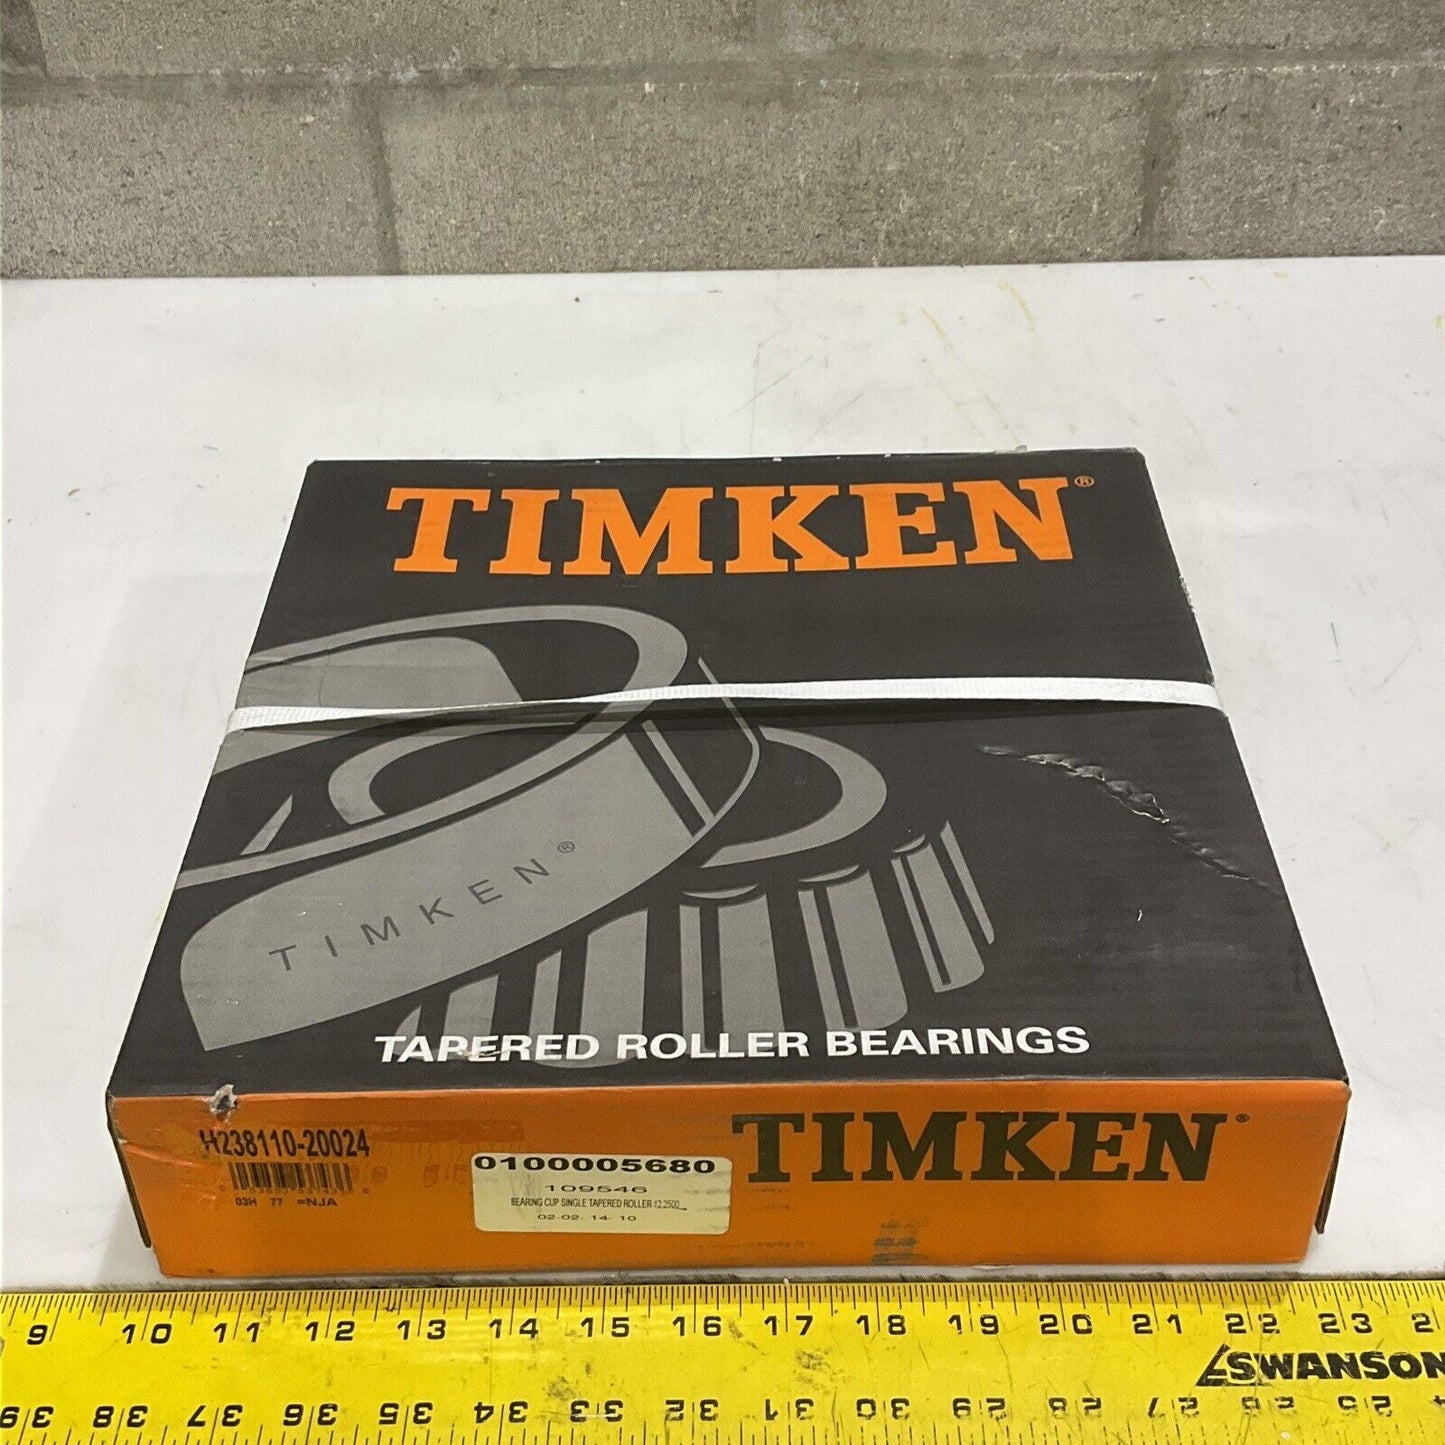 TIMKEN®
TIMKEN®
TAPERED ROLLER BEARINGS
H238110-20024
03H 77 =NJA
0100005680
109546
BEARING CUP SINGLE TAPERED ROLLER 12.2500
02-02- 14- 10
TIMKEN®
9 10 11 12 13 14 15 16 17 18 19 20 21 22 23
SWANSON
39 38 37 36 35 34 33 32 31 30 29 28 27 26 25